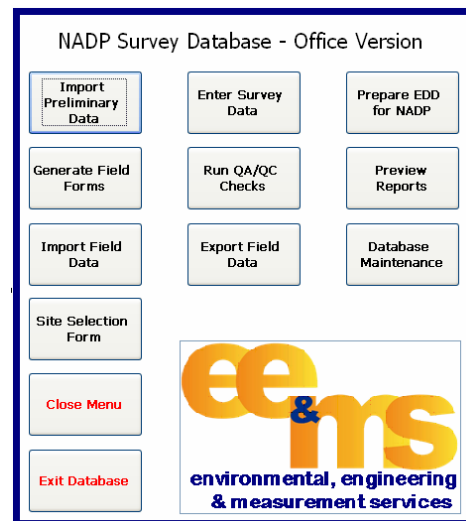 NADP Survey Database - Office Version
Import
Preliminary
Data
Enter Survey
Data
Prepare EDD
for NADP
Generate Field
Forms
Run QA/QC
Checks
Preview
Reports
Import Field
Data
Export Field
Data
Database
Maintenance
Site Selection
Form
Close Menu
Exit Database
ee
&
ms
environmental, engineering
& measurement services